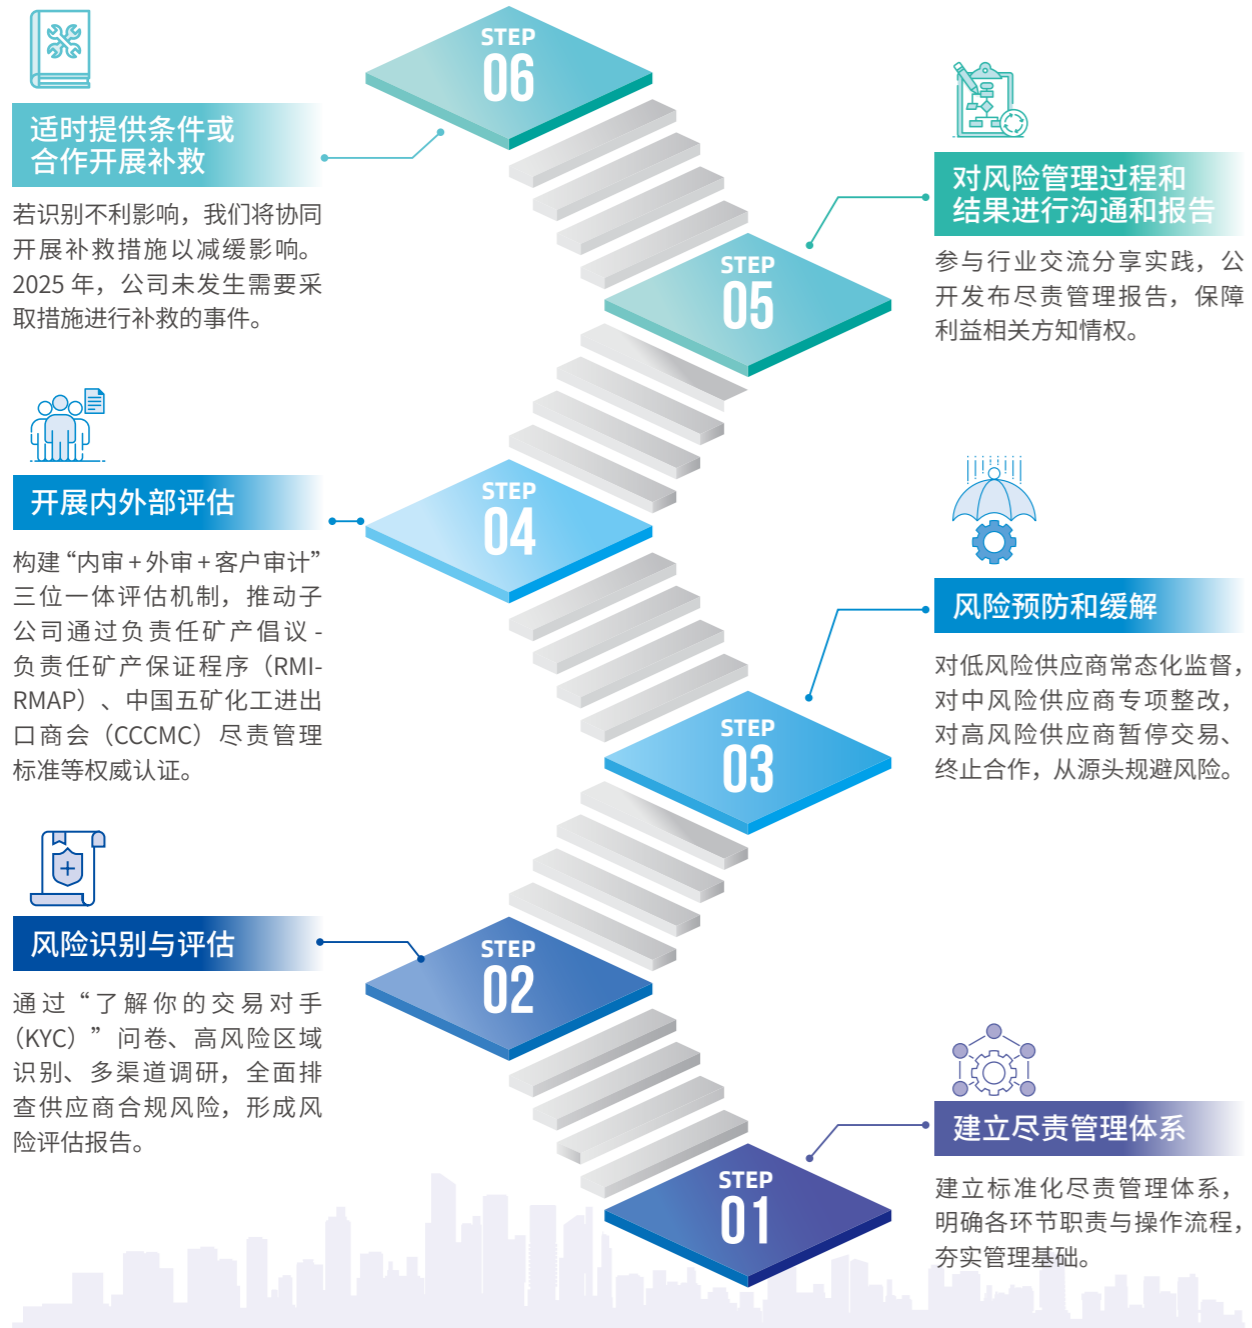 STEP
06
适时提供条件或
合作开展补救
若识别不利影响，我们将协同
开展补救措施以减缓影响。
2025 年，公司未发生需要采
取措施进行补救的事件。
STEP
05
对风险管理过程和
结果进行沟通和报告
参与行业交流分享实践，公
开发布尽责管理报告，保障
利益相关方知情权。
STEP
04
开展内外部评估
构建“内审 + 外审 + 客户审计”
三位一体评估机制，推动子
公司通过负责任矿产倡议 -
负责任矿产保证程序（RMI-
RMAP）、中国五矿化工进出
口商会（CCCMC）尽责管理
标准等权威认证。
STEP
03
风险预防和缓解
对低风险供应商常态化监督，
对中风险供应商专项整改，
对高风险供应商暂停交易、
终止合作，从源头规避风险。
STEP
02
风险识别与评估
通过“了解你的交易对手
（KYC）”问卷、高风险区域
识别、多渠道调研，全面排
查供应商合规风险，形成风
险评估报告。
STEP
01
建立尽责管理体系
建立标准化尽责管理体系，
明确各环节职责与操作流程，
夯实管理基础。